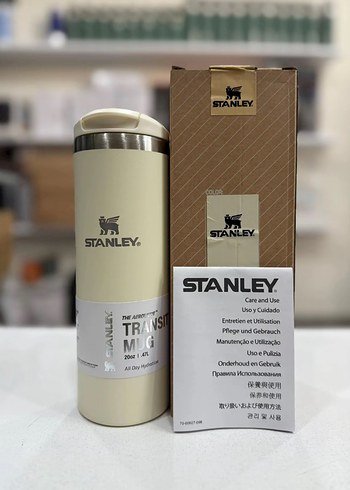 STANLEY®
THE AEROLIGHT™
TRANSIT
MUG
20oz | .47L
All Day Hydration
STANLEY
STANLEY
COLOR:
STANLEY
STANLEY®
Care and Use
Uso y Cuidado
Entretien et Utilisation
Pflege und Gebrauch
Manutenção e Utilização
Uso e Pulizia
Onderhoud en Gebruik
Правила Использования
保養與使用
保养和使用
取り扱いおよび使用方法
관리 및 사용